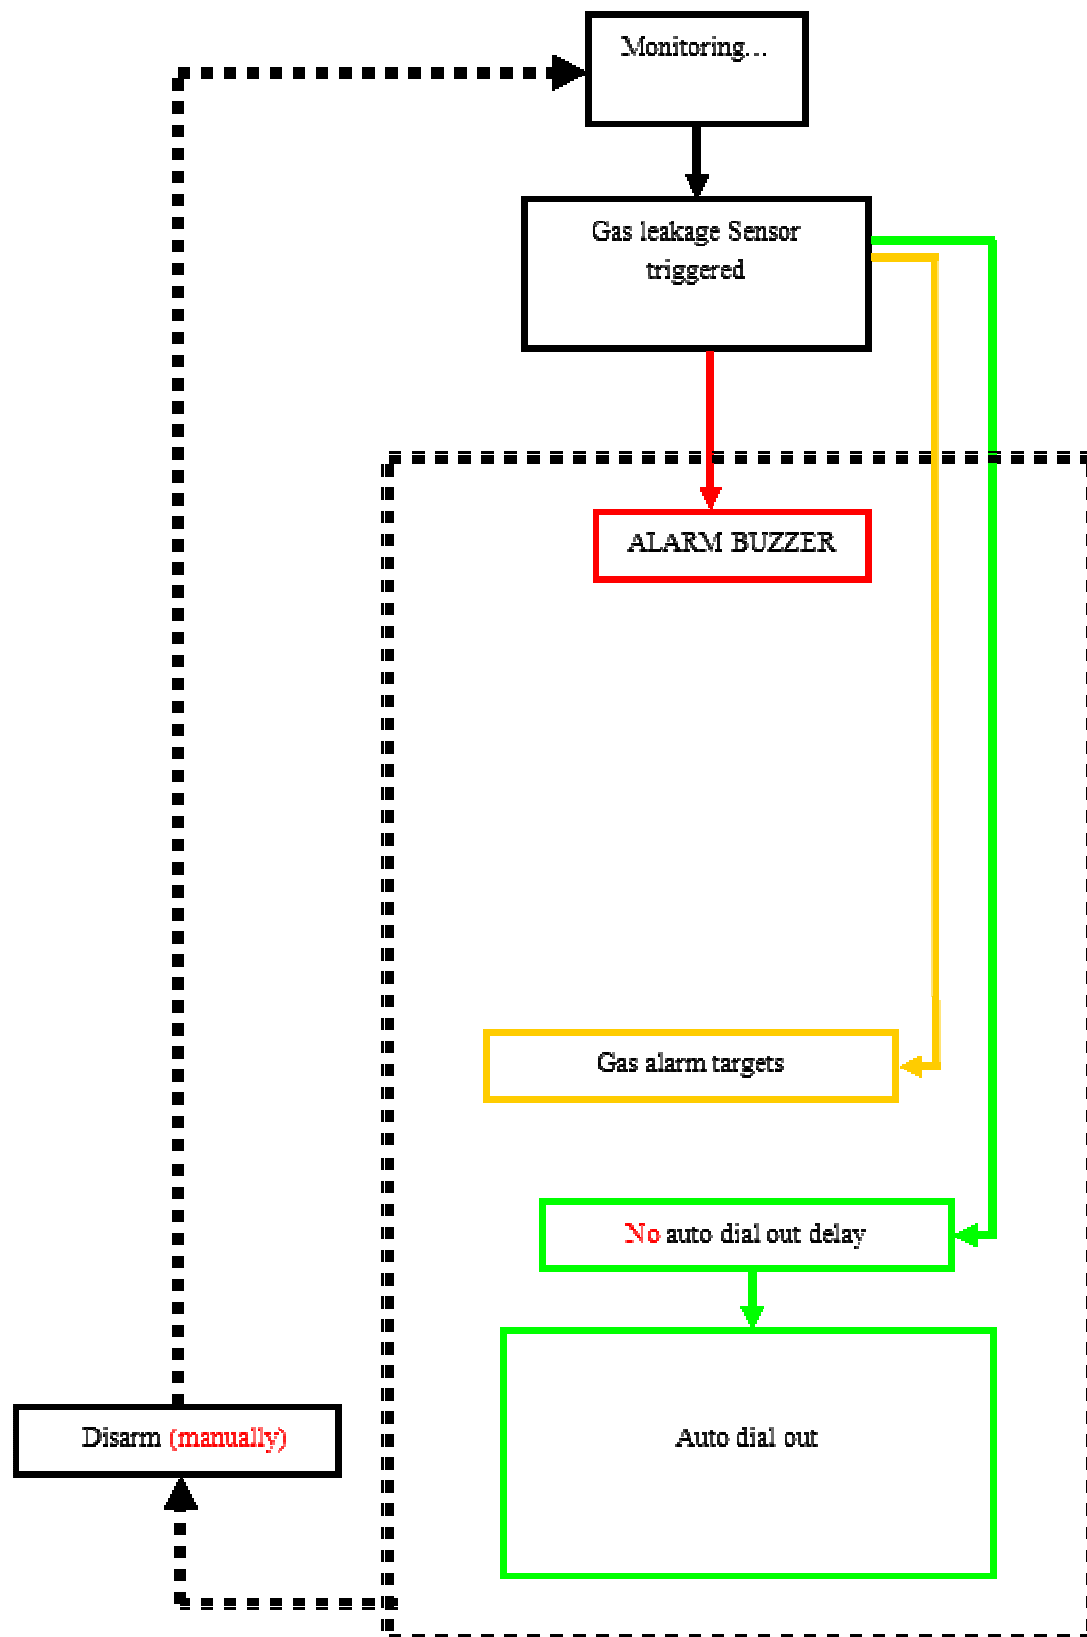 Monitoring...
Gas leakage Sensor
triggered
ALARM BUZZER
Gas alarm targets
No auto dial out delay
Auto dial out
Disarm (manually)